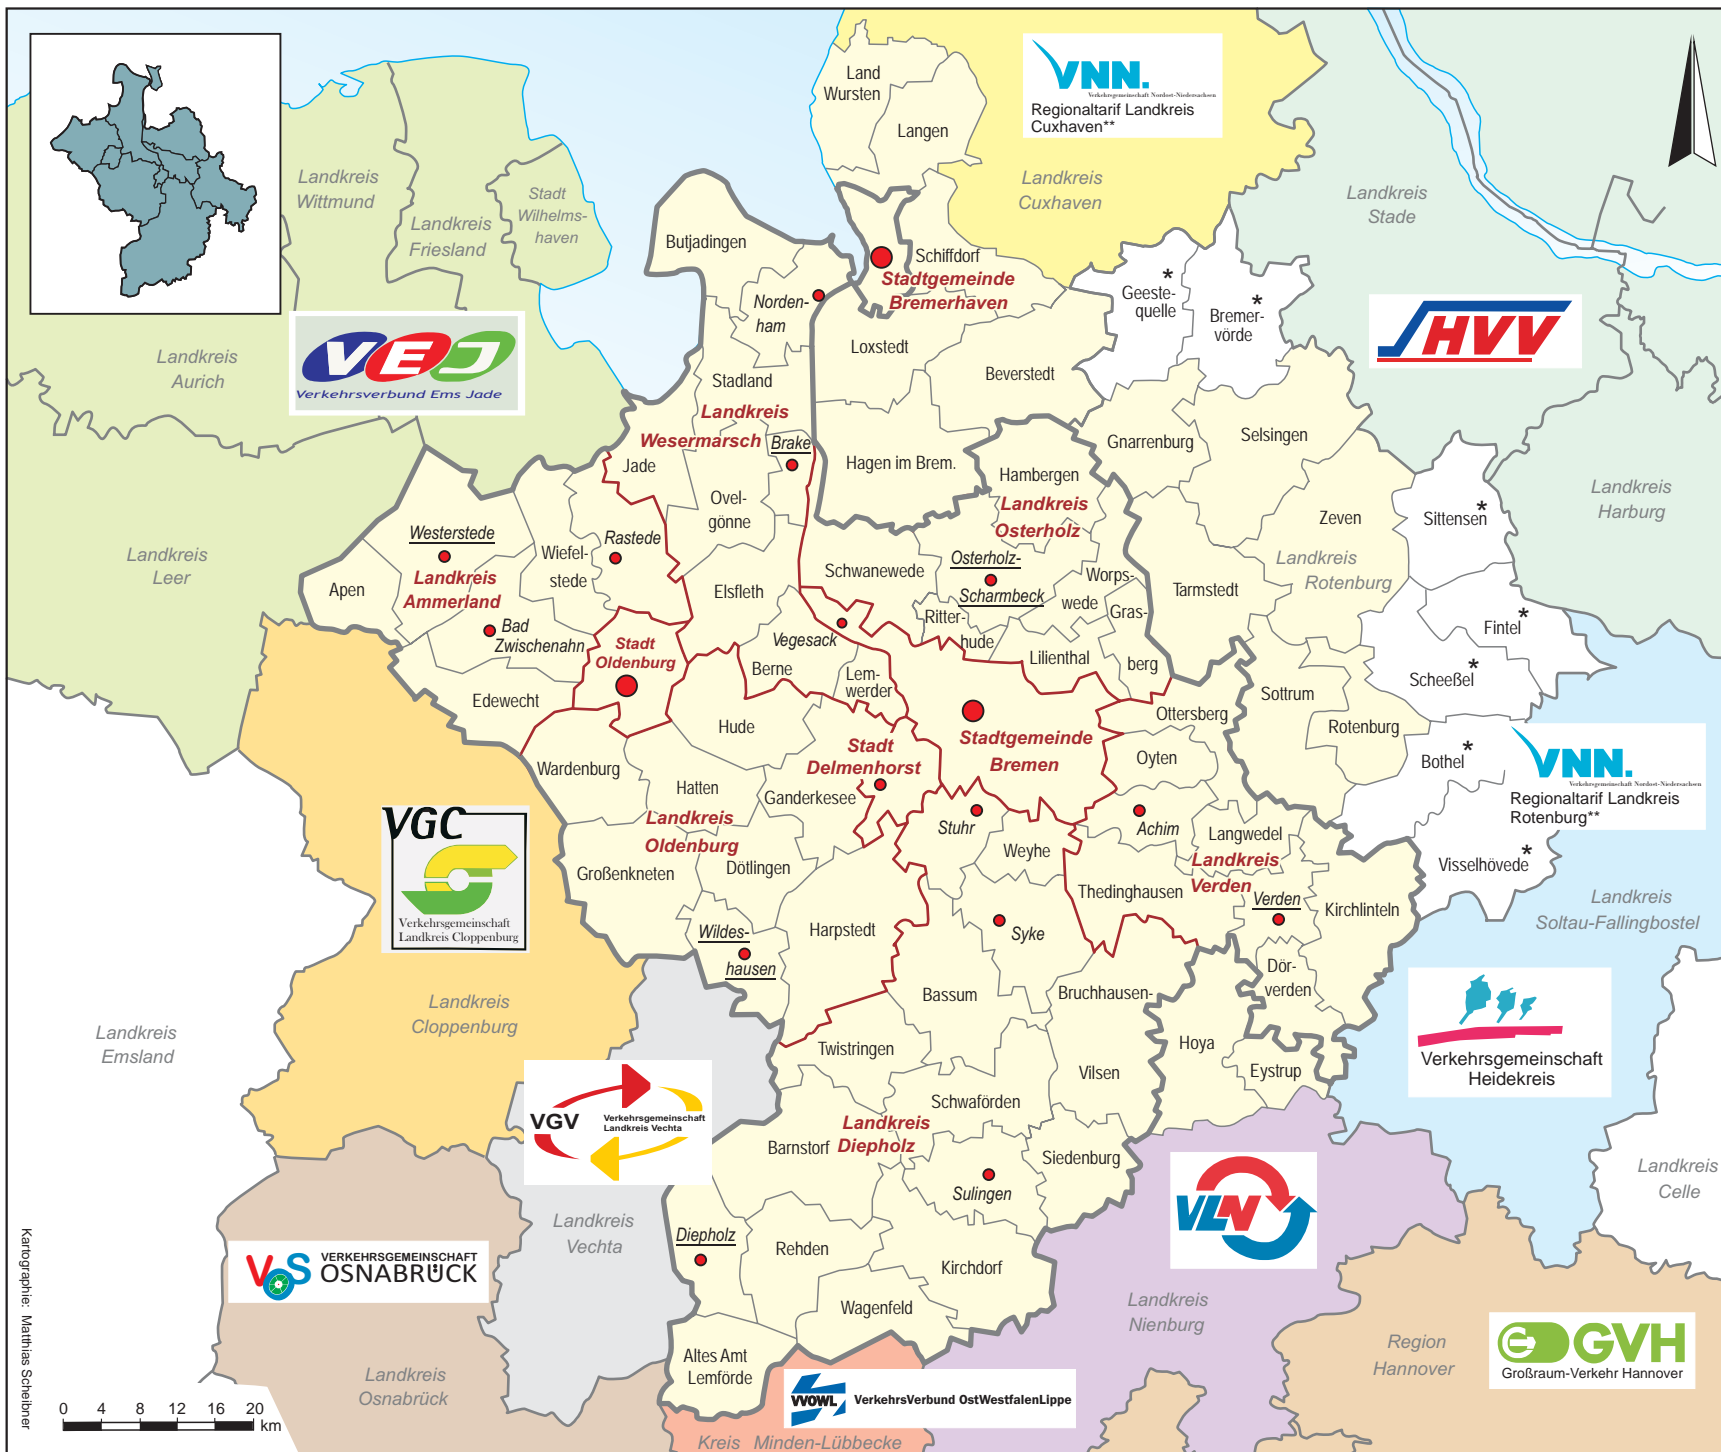 Land
Wursten
Langen
VNN.
Verkehrsgemeinschaft Nordost-Niedersachsen
Regionaltarif Landkreis
Cuxhaven**
Landkreis
Cuxhaven
Landkreis
Stade
Landkreis
Wittmund
Landkreis
Friesland
Stadt
Wilhelms-
haven
Butjadingen
Schiffdorf
Stadtgemeinde
Bremerhaven
Norden-
ham
*
Geeste-
quelle
*
Bremer-
vörde
HVV
Landkreis
Aurich
VEJ
Verkehrsverbund Ems Jade
Loxstedt
Beverstedt
Stadland
Landkreis
Wesermarsch
Brake
Jade
Hagen im Brem.
Gnarrenburg
Selsingen
Hambergen
Landkreis
Osterholz
Ovel-
gönne
Zeven
Sittensen
*
Landkreis
Harburg
Westerstede
Rastede
Wiefel-
stede
Landkreis
Ammerland
Apen
Bad
Zwischenahn
Landkreis
Leer
Schwanewede
Osterholz-
Scharmbeck
Worps-
wede
Gras-
berg
Landkreis
Rotenburg
Tarmstedt
Elsfleth
Ritter-
hude
Lilienthal
Vegesack
Fintel
*
Scheeßel
*
Stadt
Oldenburg
Berne
Lem-
werder
Edewecht
Hude
Ottersberg
Sottrum
Rotenburg
Stadtgemeinde
Bremen
Oyten
Bothel
*
VNN.
Verkehrsgemeinschaft Nordost-Niedersachsen
Regionaltarif Landkreis
Rotenburg**
Wardenburg
Hatten
Stadt
Delmenhorst
Ganderkesee
Landkreis
Oldenburg
Stuhr
Achim
Langwedel
Weyhe
Landkreis
Verden
Visselhövede
*
VGC
Verkehrsgemeinschaft
Landkreis Cloppenburg
Großenkneten
Dötlingen
Thedinghausen
Verden
Kirchlinteln
Landkreis
Soltau-Fallingbostel
Wildes-
hausen
Harpstedt
Syke
Dör-
verden
Landkreis
Cloppenburg
Landkreis
Emsland
Bassum
Bruchhausen-
Vilsen
Hoya
Eystrup
Verkehrsgemeinschaft
Heidekreis
Twistringen
VGV
Verkehrsgemeinschaft
Landkreis Vechta
Schwaförden
Landkreis
Diepholz
Barnstorf
Siedenburg
Sulingen
Landkreis
Celle
VLN
Landkreis
Vechta
Diepholz
Rehden
Kirchdorf
VOS
VERKEHRSGEMEINSCHAFT
OSNABRÜCK
Wagenfeld
Landkreis
Nienburg
Region
Hannover
GVH
Großraum-Verkehr Hannover
Altes Amt
Lemförde
Landkreis
Osnabrück
VVOWL
VerkehrsVerbund OstWestfalenLippe
Kreis Minden-Lübbecke
Kartographie: Matthias Scheibner
0 4 8 12 16 20
km